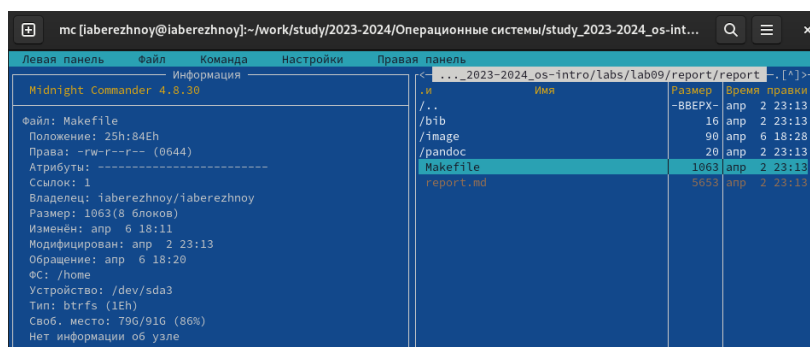 mc [iaberezhnoy@iaberezhnoy]:~/work/study/2023-2024/Операционные системы/study_2023-2024_os-int...
Левая панель Файл Команда Настройки Правая панель
Информация
Midnight Commander 4.8.30
Файл: Makefile
Положение: 25h:84Eh
Права: -rw-r--r-- (0644)
Атрибуты: -------------------------
Ссылок: 1
Владелец: iaberezhnoy/iaberezhnoy
Размер: 1063(8 блоков)
Изменён: апр 6 18:11
Модифицирован: апр 2 23:13
Обращение: апр 6 18:20
ФС: /home
Устройство: /dev/sda3
Тип: btrfs (1Eh)
Своб. место: 79G/91G (86%)
Нет информации об узле
<─ ..._2023-2024_os-intro/labs/lab09/report/report ─.[^]>
.и Имя Размер Время правки
/.. -ВВЕРХ- апр 2 23:13
/bib 16 апр 2 23:13
/image 90 апр 6 18:28
/pandoc 20 апр 2 23:13
Makefile 1063 апр 2 23:13
report.md 5653 апр 2 23:13